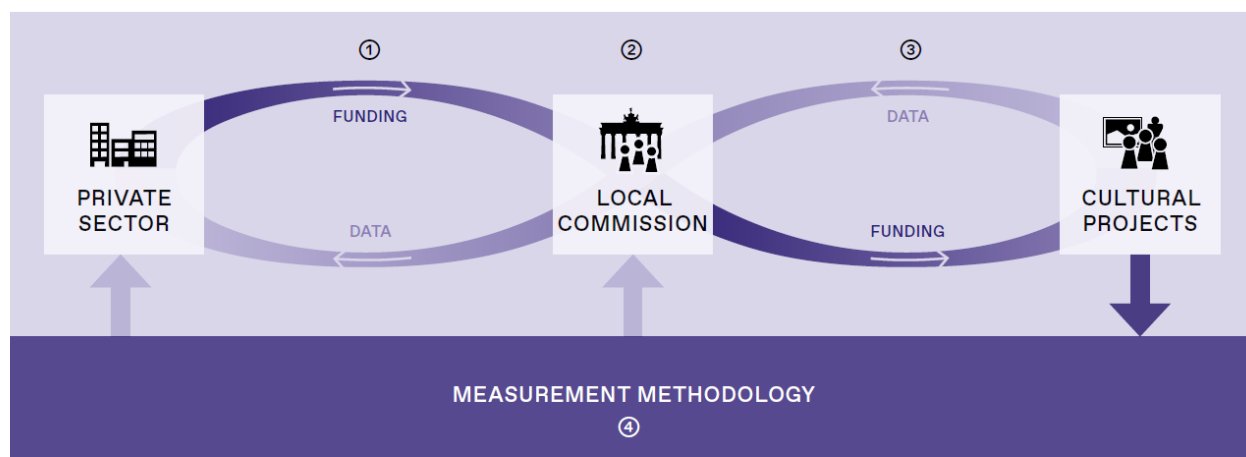 ①
②
③
FUNDING
DATA
PRIVATE
SECTOR
LOCAL
COMMISSION
CULTURAL
PROJECTS
DATA
FUNDING
MEASUREMENT METHODOLOGY
④